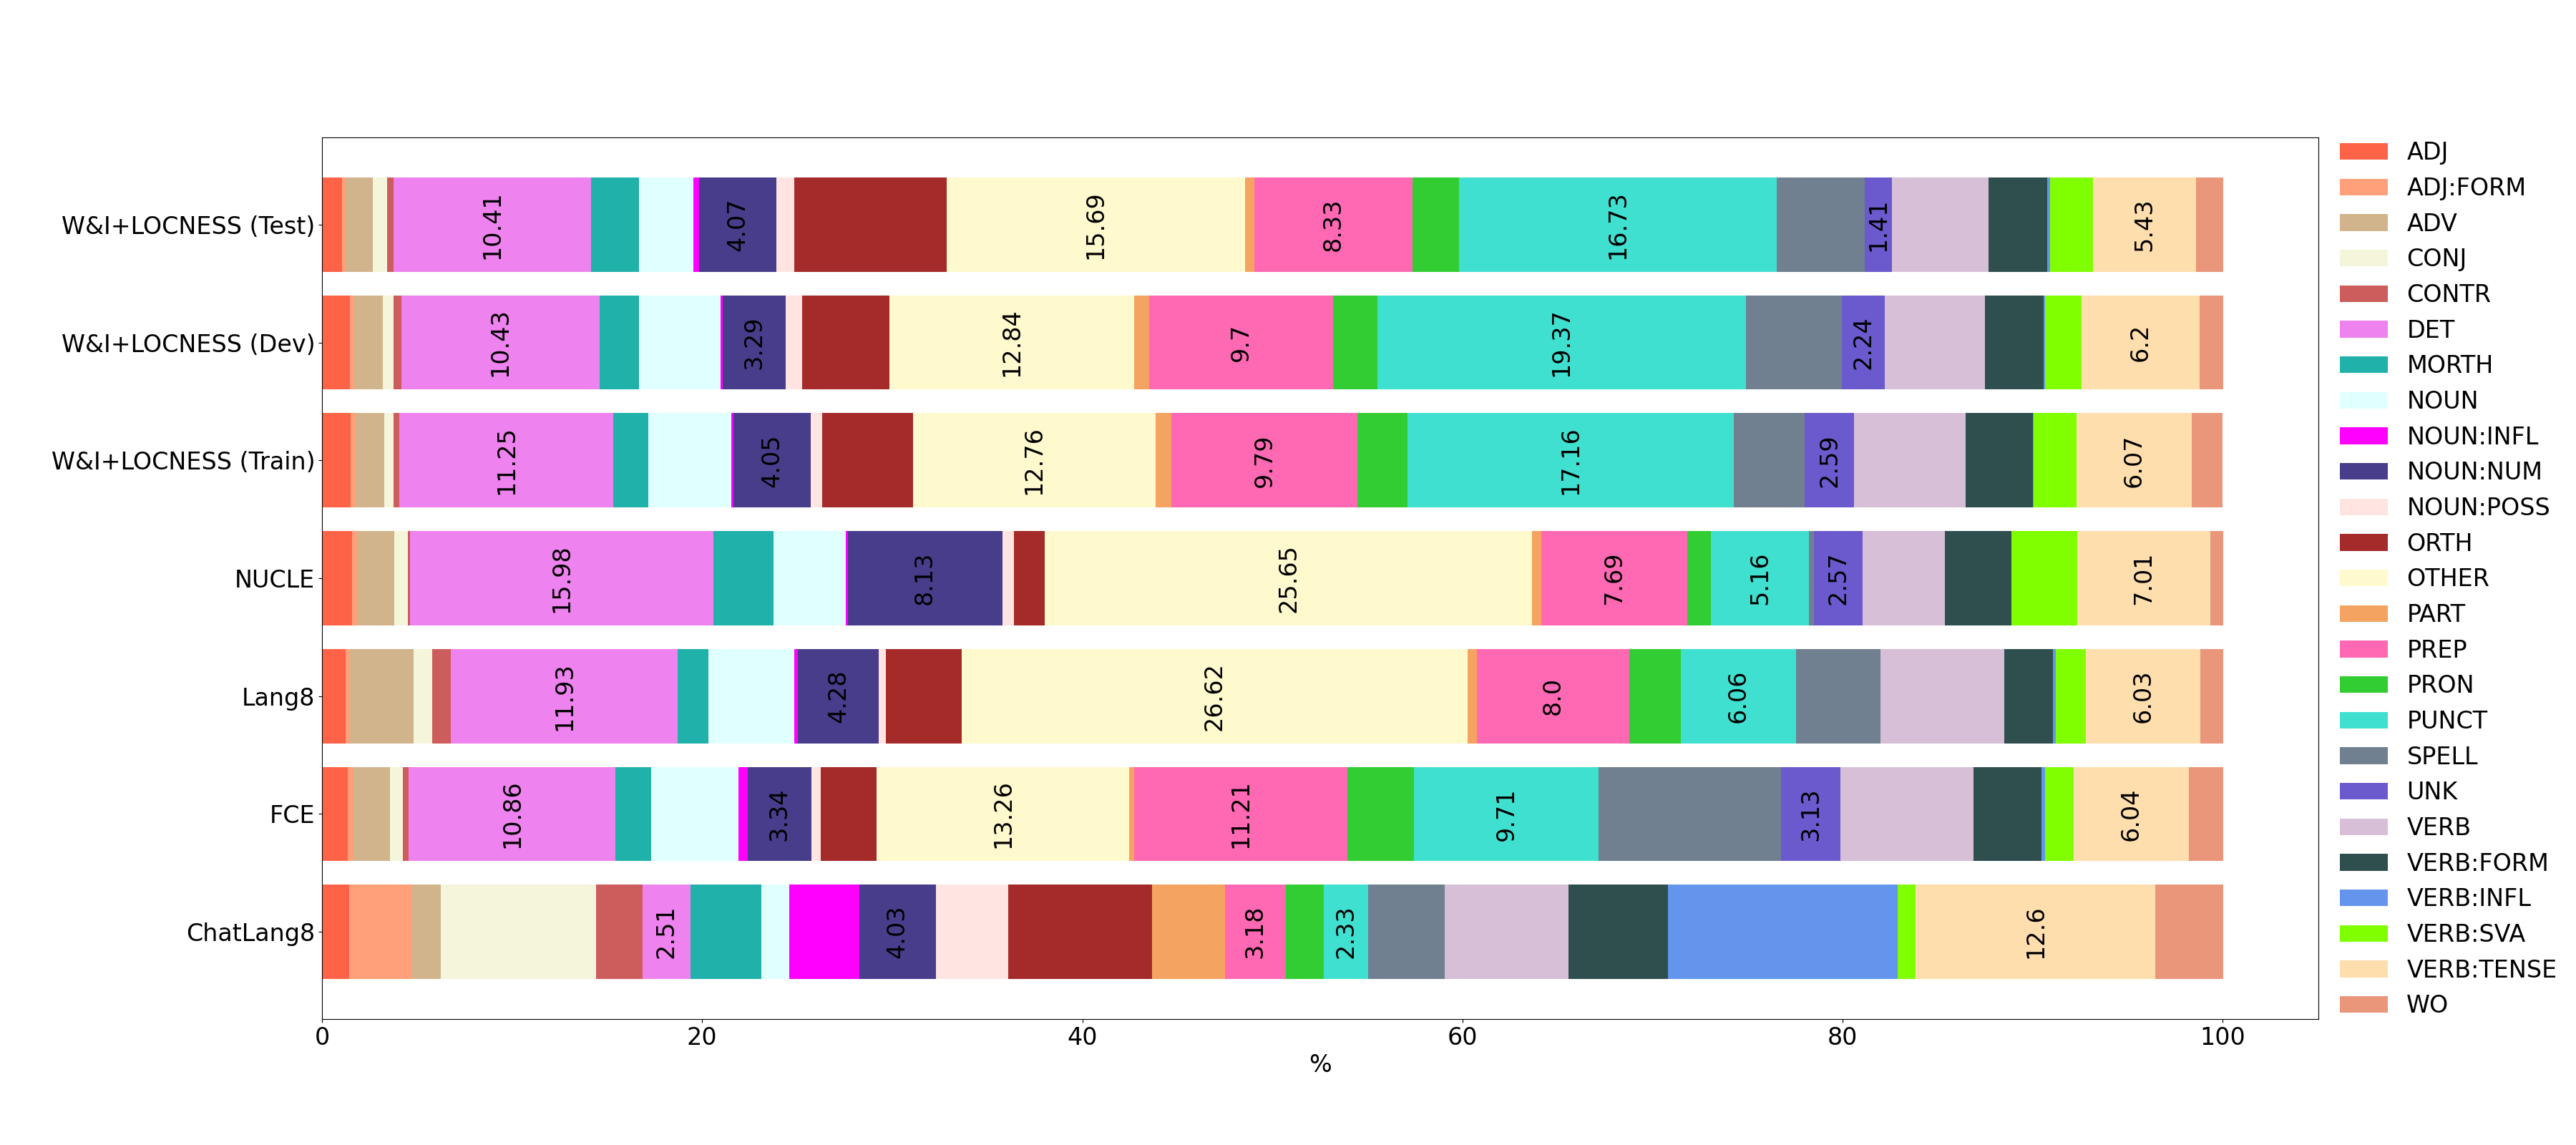 W&I+LOCNESS (Test)
10.41
4.07
15.69
8.33
16.73
1.41
5.43
W&I+LOCNESS (Dev)
10.43
3.29
12.84
9.7
19.37
2.24
6.2
W&I+LOCNESS (Train)
11.25
4.05
12.76
9.79
17.16
2.59
6.07
NUCLE
15.98
8.13
25.65
7.69
5.16
2.57
7.01
Lang8
11.93
4.28
26.62
8.0
6.06
6.03
FCE
10.86
3.34
13.26
11.21
9.71
3.13
6.04
ChatLang8
2.51
4.03
3.18
2.33
12.6
0
20
40
60
80
100
%
ADJ
ADJ:FORM
ADV
CONJ
CONTR
DET
MORTH
NOUN
NOUN:INFL
NOUN:NUM
NOUN:POSS
ORTH
OTHER
PART
PREP
PRON
PUNCT
SPELL
UNK
VERB
VERB:FORM
VERB:INFL
VERB:SVA
VERB:TENSE
WO